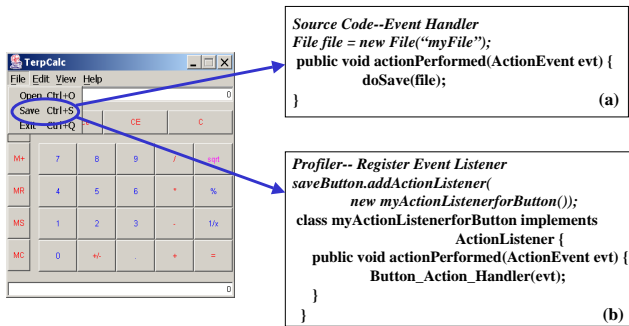 TerpCalc
File Edit View Help
Open Ctrl+O
0
Save Ctrl+S
Exit Ctrl+Q
CE
C
M+ 7 8 9 / sqrt
MR 4 5 6 * %
MS 1 2 3 - 1/x
MC 0 +/- . + =
0
Source Code--Event Handler
File file = new File(“myFile”);
public void actionPerformed(ActionEvent evt) {
doSave(file);
} (a)
Profiler-- Register Event Listener
saveButton.addActionListener(
new myActionListenerforButton());
class myActionListenerforButton implements
ActionListener {
public void actionPerformed(ActionEvent evt) {
Button_Action_Handler(evt);
}
} (b)